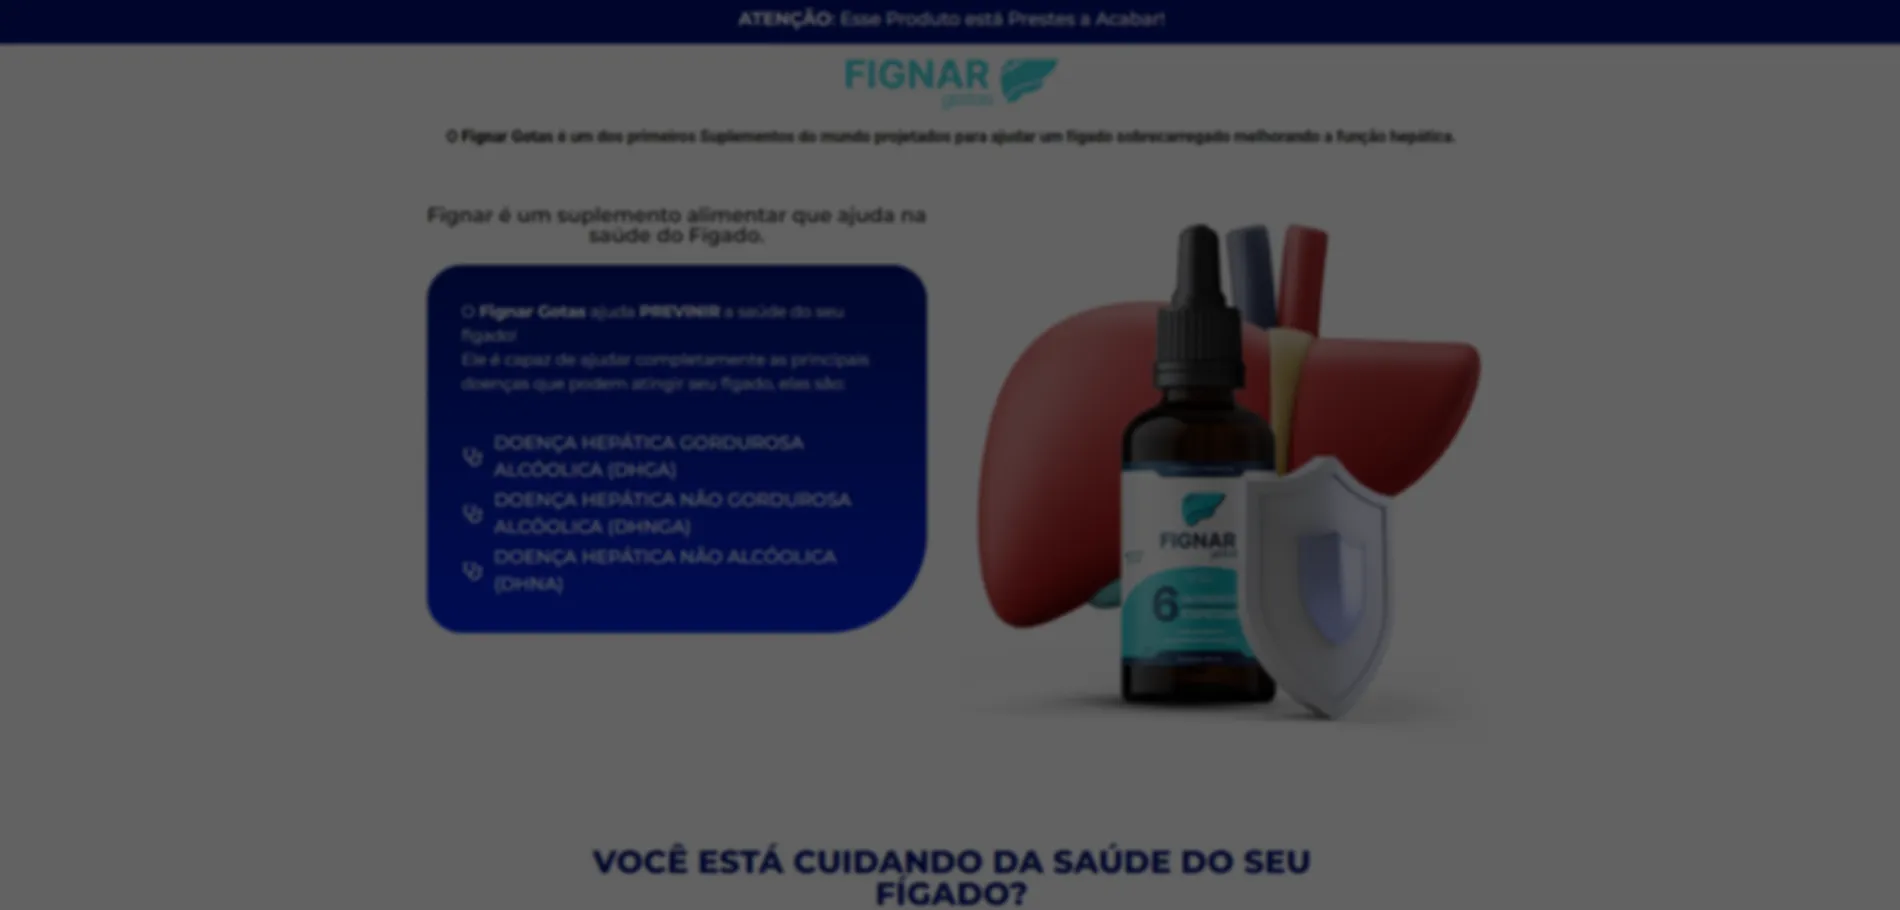 ATENÇÃO: Esse Produto está Prestes a Acabar!
FIGNAR
gotas
O Fignar Gotas é um dos primeiros Suplementos do mundo projetados para ajudar um fígado sobrecarregado melhorando a função hepática.
Fignar é um suplemento alimentar que ajuda na
saúde do Fígado.
O Fignar Gotas ajuda PREVINIR a saúde do seu
fígado!
Ele é capaz de ajudar completamente as principais
doenças que podem atingir seu fígado, eles são:
DOENÇA HEPÁTICA GORDUROSA
ALCÓOLICA (DHGA)
DOENÇA HEPÁTICA NÃO GORDUROSA
ALCÓOLICA (DHNGA)
DOENÇA HEPÁTICA NÃO ALCÓOLICA
(DHNA)
FIGNAR
6
VOCÊ ESTÁ CUIDANDO DA SAÚDE DO SEU
FÍGADO?